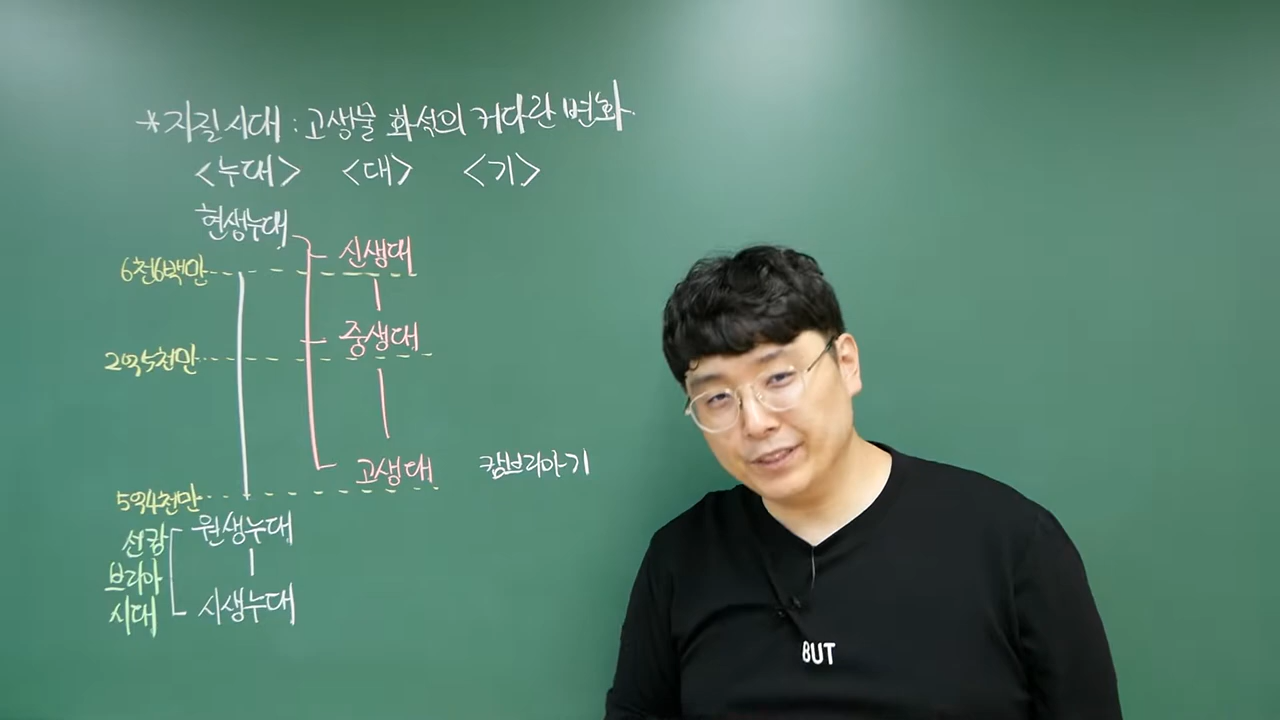 *지질시대 : 고생물 화석의 커다란 변화.
<누대> <대> <기>
현생누대
신생대
6천6백만
중생대
2억5천만
고생대 캄브리아기
5억4천만
원생누대
선캄
브리아
시대
시생누대
BUT